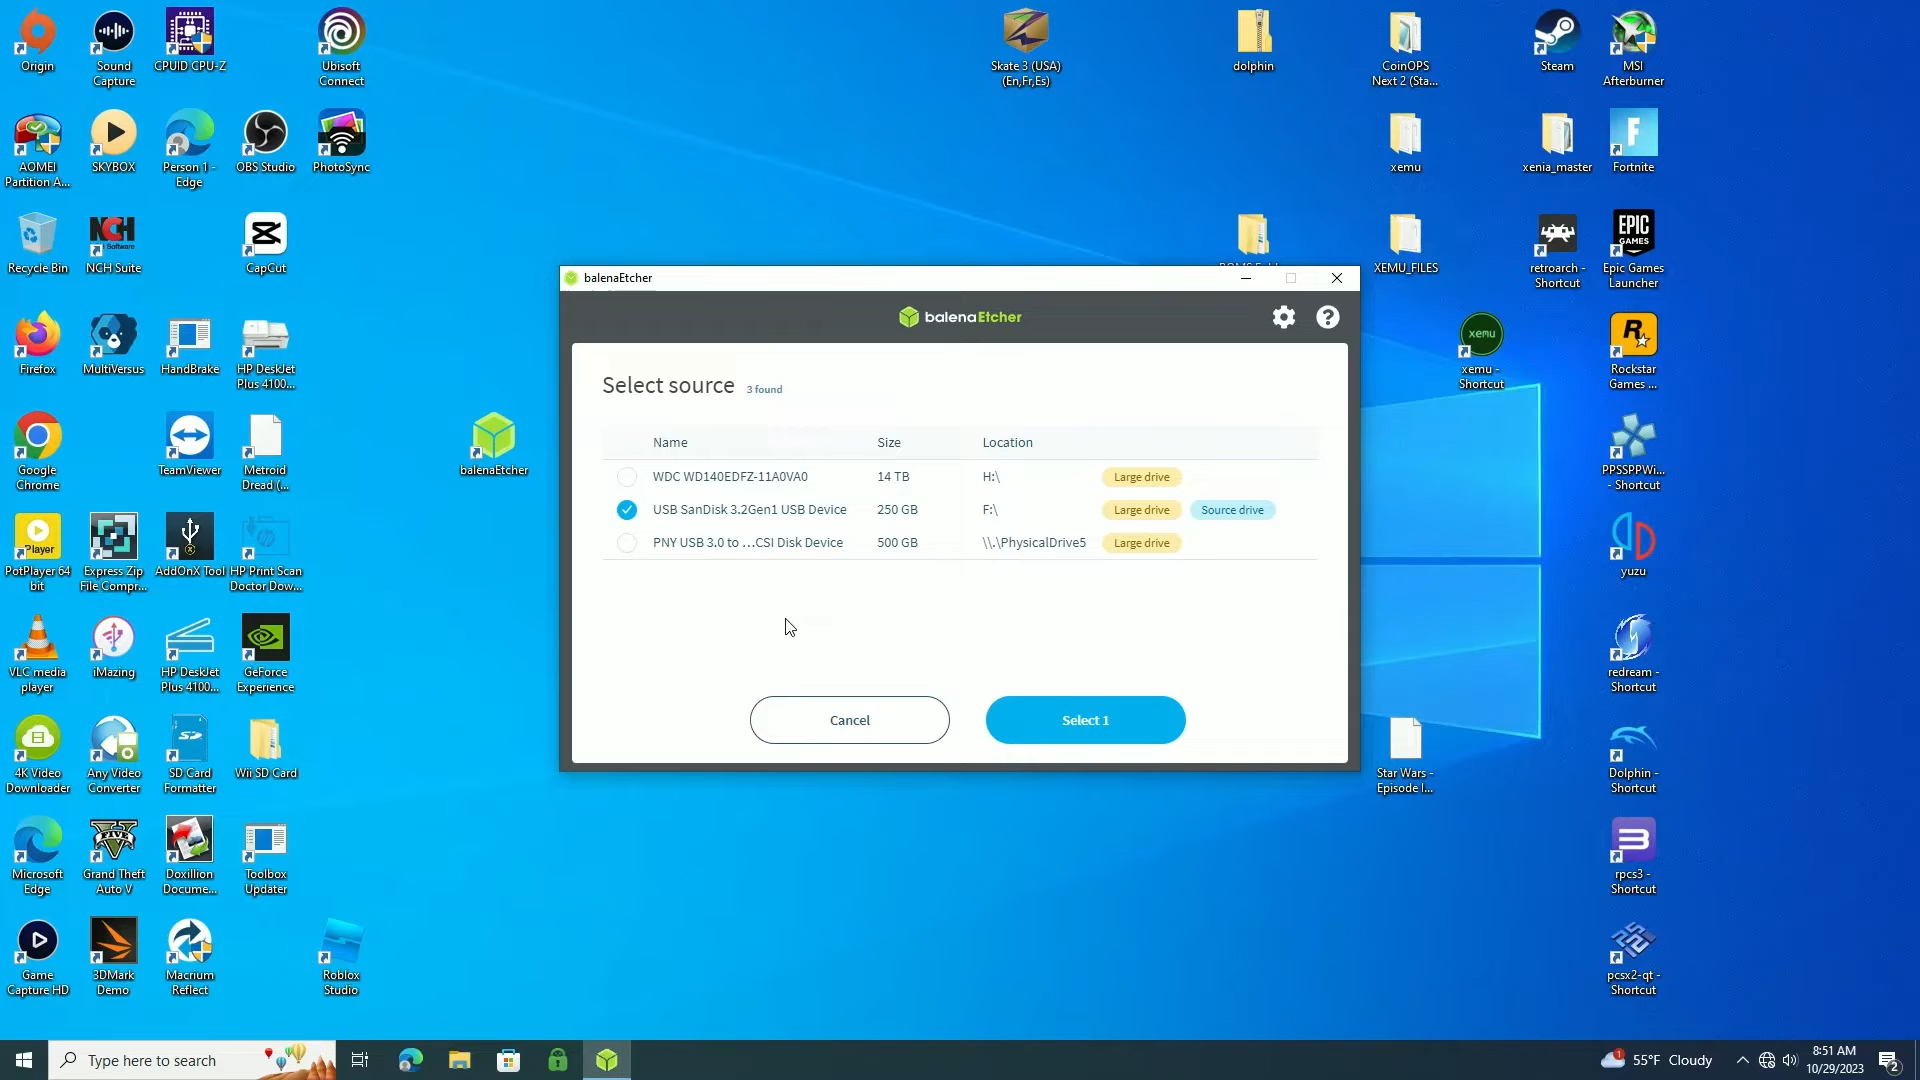 Origin
Sound
Capture
CPUID CPU-Z
Ubisoft
Connect
Skate 3 (USA)
(En,Fr,Es)
dolphin
CoinOPS
Next 2 (Sta...
Steam
MSI
Afterburner
AOMEI
Partition A...
SKYBOX
Person 1 -
Edge
OBS Studio
PhotoSync
xemu
xenia_master
Fortnite
Recycle Bin
NCH Suite
CapCut
XEMU_FILES
retroarch -
Shortcut
EPIC
GAMES
Epic Games
Launcher
balenaEtcher
balenaEtcher
Firefox
MultiVersus
HandBrake
HP DeskJet
Plus 4100...
xemu
xemu -
Shortcut
Rockstar
Games ...
Select source 3 found
Name Size Location
WDC WD140EDFZ-11A0VA0 14 TB H:\ Large drive
USB SanDisk 3.2Gen1 USB Device 250 GB F:\ Large drive Source drive
PNY USB 3.0 to ...CSI Disk Device 500 GB \\.\PhysicalDrive5 Large drive
Cancel
Select 1
Google
Chrome
TeamViewer
Metroid
Dread (...
balenaEtcher
PPSSPPWi...
- Shortcut
Player
PotPlayer 64
bit
Express Zip
File Compr...
AddOnX Tool
HP Print Scan
Doctor Dow...
yuzu
VLC media
player
iMazing
HP DeskJet
Plus 4100...
GeForce
Experience
redream -
Shortcut
4K Video
Downloader
Any Video
Converter
SD Card
Formatter
Wii SD Card
Star Wars -
Episode I...
Dolphin -
Shortcut
Microsoft
Edge
FIVE
Grand Theft
Auto V
Doxillion
Docume...
Toolbox
Updater
rpcs3 -
Shortcut
Game
Capture HD
3DMark
Demo
Macrium
Reflect
Roblox
Studio
pcsx2-qt -
Shortcut
Type here to search
1
55°F Cloudy
8:51 AM
10/29/2023
2